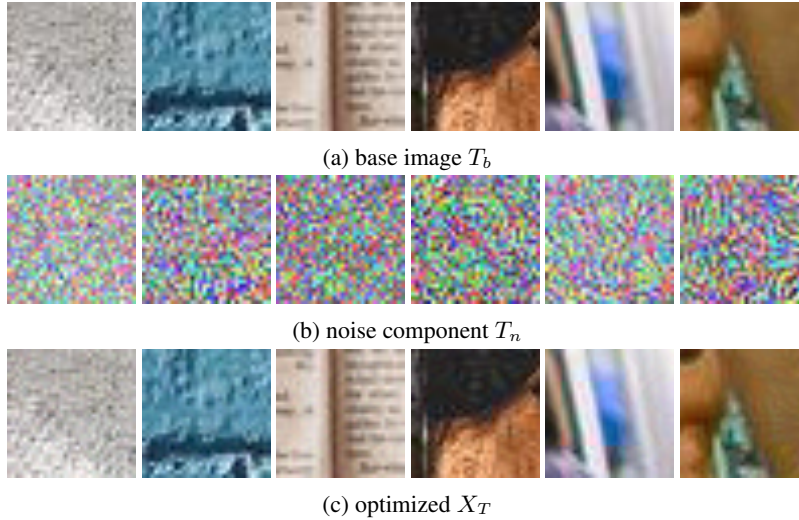 (a) base image T_b
(b) noise component T_n
(c) optimized X_T